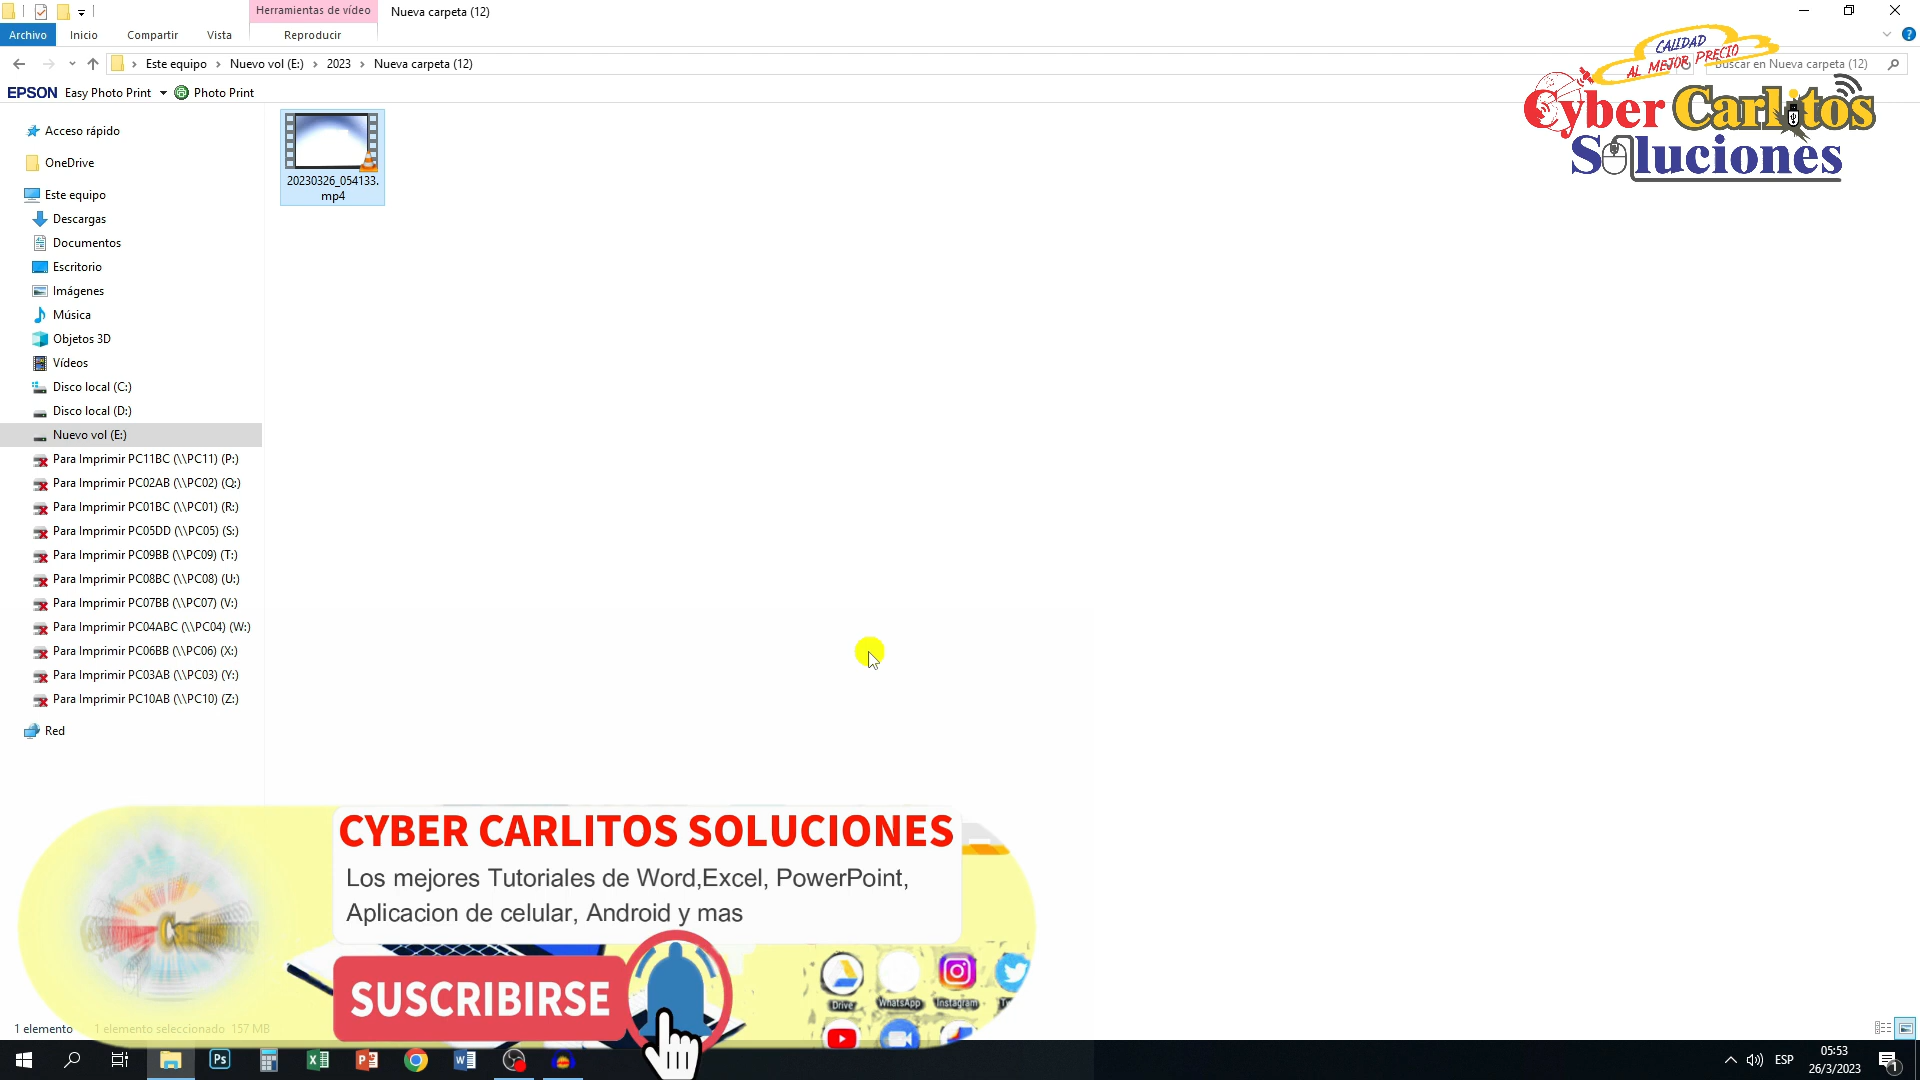 Herramientas de vídeo
Nueva carpeta (12)
Archivo
Inicio
Compartir
Vista
Reproducir
Este equipo
Nuevo vol (E:)
2023
Nueva carpeta (12)
Buscar en Nueva carpeta (12)
EPSON Easy Photo Print
Photo Print
CALIDAD
AL MEJOR PRECIO
Cyber Carlitos
Soluciones
Acceso rápido
OneDrive
Este equipo
Descargas
Documentos
Escritorio
Imágenes
Música
Objetos 3D
Vídeos
Disco local (C:)
Disco local (D:)
Nuevo vol (E:)
Para Imprimir PC11BC (\\PC11) (P:)
Para Imprimir PC02AB (\\PC02) (Q:)
Para Imprimir PC01BC (\\PC01) (R:)
Para Imprimir PC05DD (\\PC05) (S:)
Para Imprimir PC09BB (\\PC09) (T:)
Para Imprimir PC08BC (\\PC08) (U:)
Para Imprimir PC07BB (\\PC07) (V:)
Para Imprimir PC04ABC (\\PC04) (W:)
Para Imprimir PC06BB (\\PC06) (X:)
Para Imprimir PC03AB (\\PC03) (Y:)
Para Imprimir PC10AB (\\PC10) (Z:)
Red
20230326_054133.
mp4
CYBER CARLITOS SOLUCIONES
Los mejores Tutoriales de Word,Excel, PowerPoint,
Aplicacion de celular, Android y mas
SUSCRIBIRSE
Drive
WhatsApp
Instagram
1 elemento
1 elemento seleccionado 157 MB
Ps
ESP
05:53
26/3/2023
1